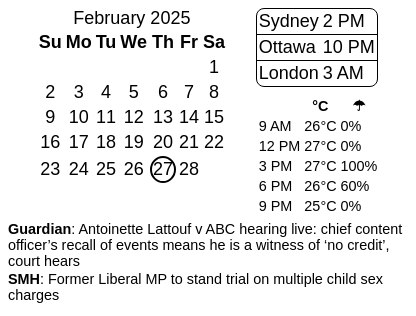 February 2025
Su Mo Tu We Th Fr Sa
1
2 3 4 5 6 7 8
9 10 11 12 13 14 15
16 17 18 19 20 21 22
23 24 25 26 27 28
Sydney 2 PM
Ottawa 10 PM
London 3 AM
°C ☂
9 AM 26°C 0%
12 PM 27°C 0%
3 PM 27°C 100%
6 PM 26°C 60%
9 PM 25°C 0%
Guardian: Antoinette Lattouf v ABC hearing live: chief content
officer's recall of events means he is a witness of ‘no credit’,
court hears
SMH: Former Liberal MP to stand trial on multiple child sex
charges